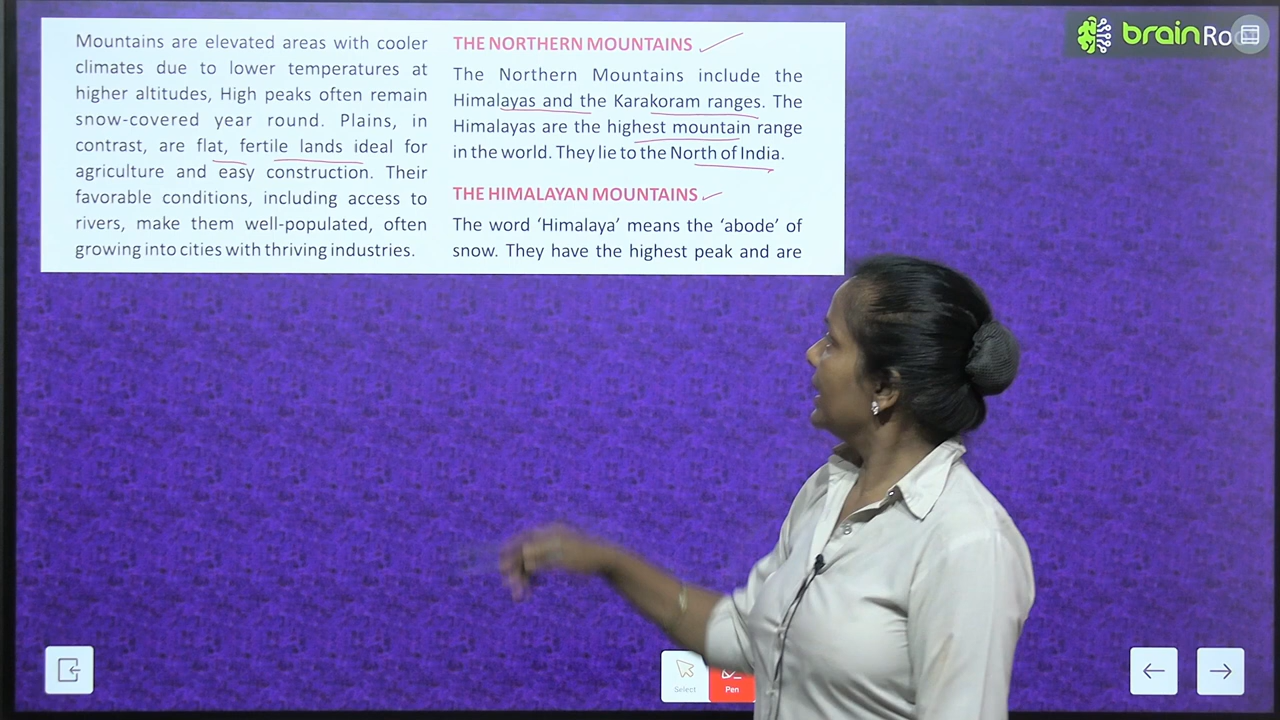 Mountains are elevated areas with cooler
climates due to lower temperatures at
higher altitudes, High peaks often remain
snow-covered year round. Plains, in
contrast, are flat, fertile lands ideal for
agriculture and easy construction. Their
favorable conditions, including access to
rivers, make them well-populated, often
growing into cities with thriving industries.
THE NORTHERN MOUNTAINS
The Northern Mountains include the
Himalayas and the Karakoram ranges. The
Himalayas are the highest mountain range
in the world. They lie to the North of India.
THE HIMALAYAN MOUNTAINS
The word ‘Himalaya’ means the ‘abode’ of
snow. They have the highest peak and are
Select
Pen